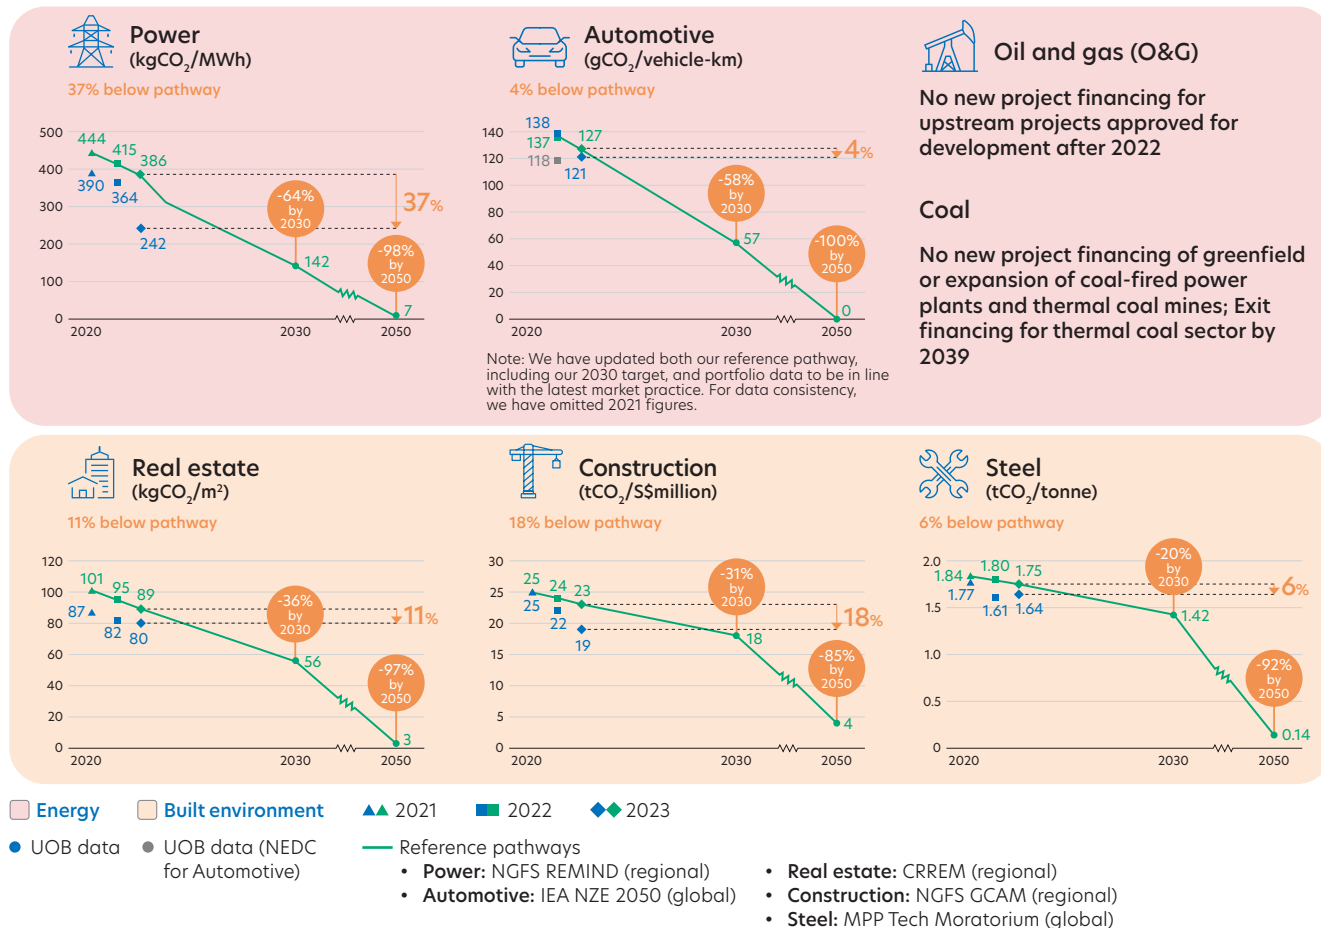 Power
(kgCO2/MWh)
37% below pathway
500
400
300
200
100
0
444
415
386
390
364
242
-64%
by
2030
37%
142
-98%
by
2050
7
2020
2030
2050
Automotive
(gCO2/vehicle-km)
4% below pathway
140
120
100
80
60
40
20
0
138
137
127
118
121
4%
-58%
by
2030
57
-100%
by
2050
0
2020
2030
2050
Note: We have updated both our reference pathway,
including our 2030 target, and portfolio data to be in line
with the latest market practice. For data consistency,
we have omitted 2021 figures.
Oil and gas (O&G)
No new project financing for
upstream projects approved for
development after 2022
Coal
No new project financing of greenfield
or expansion of coal-fired power
plants and thermal coal mines; Exit
financing for thermal coal sector by
2039
Real estate
(kgCO2/m²)
11% below pathway
120
100
80
60
40
20
0
101
95
89
87
82
80
-36%
by
2030
11%
56
-97%
by
2050
3
2020
2030
2050
Construction
(tCO2/S$million)
18% below pathway
30
25
20
15
10
5
0
25
24
23
25
22
19
-31%
by
2030
18%
18
-85%
by
2050
4
2020
2030
2050
Steel
(tCO2/tonne)
6% below pathway
2.0
1.5
1.0
0.5
0
1.84
1.80
1.75
1.77
1.61
1.64
-20%
by
2030
6%
1.42
-92%
by
2050
0.14
2020
2030
2050
Energy
Built environment
2021
2022
2023
UOB data
UOB data (NEDC
for Automotive)
Reference pathways
• Power: NGFS REMIND (regional)
• Automotive: IEA NZE 2050 (global)
• Real estate: CRREM (regional)
• Construction: NGFS GCAM (regional)
• Steel: MPP Tech Moratorium (global)